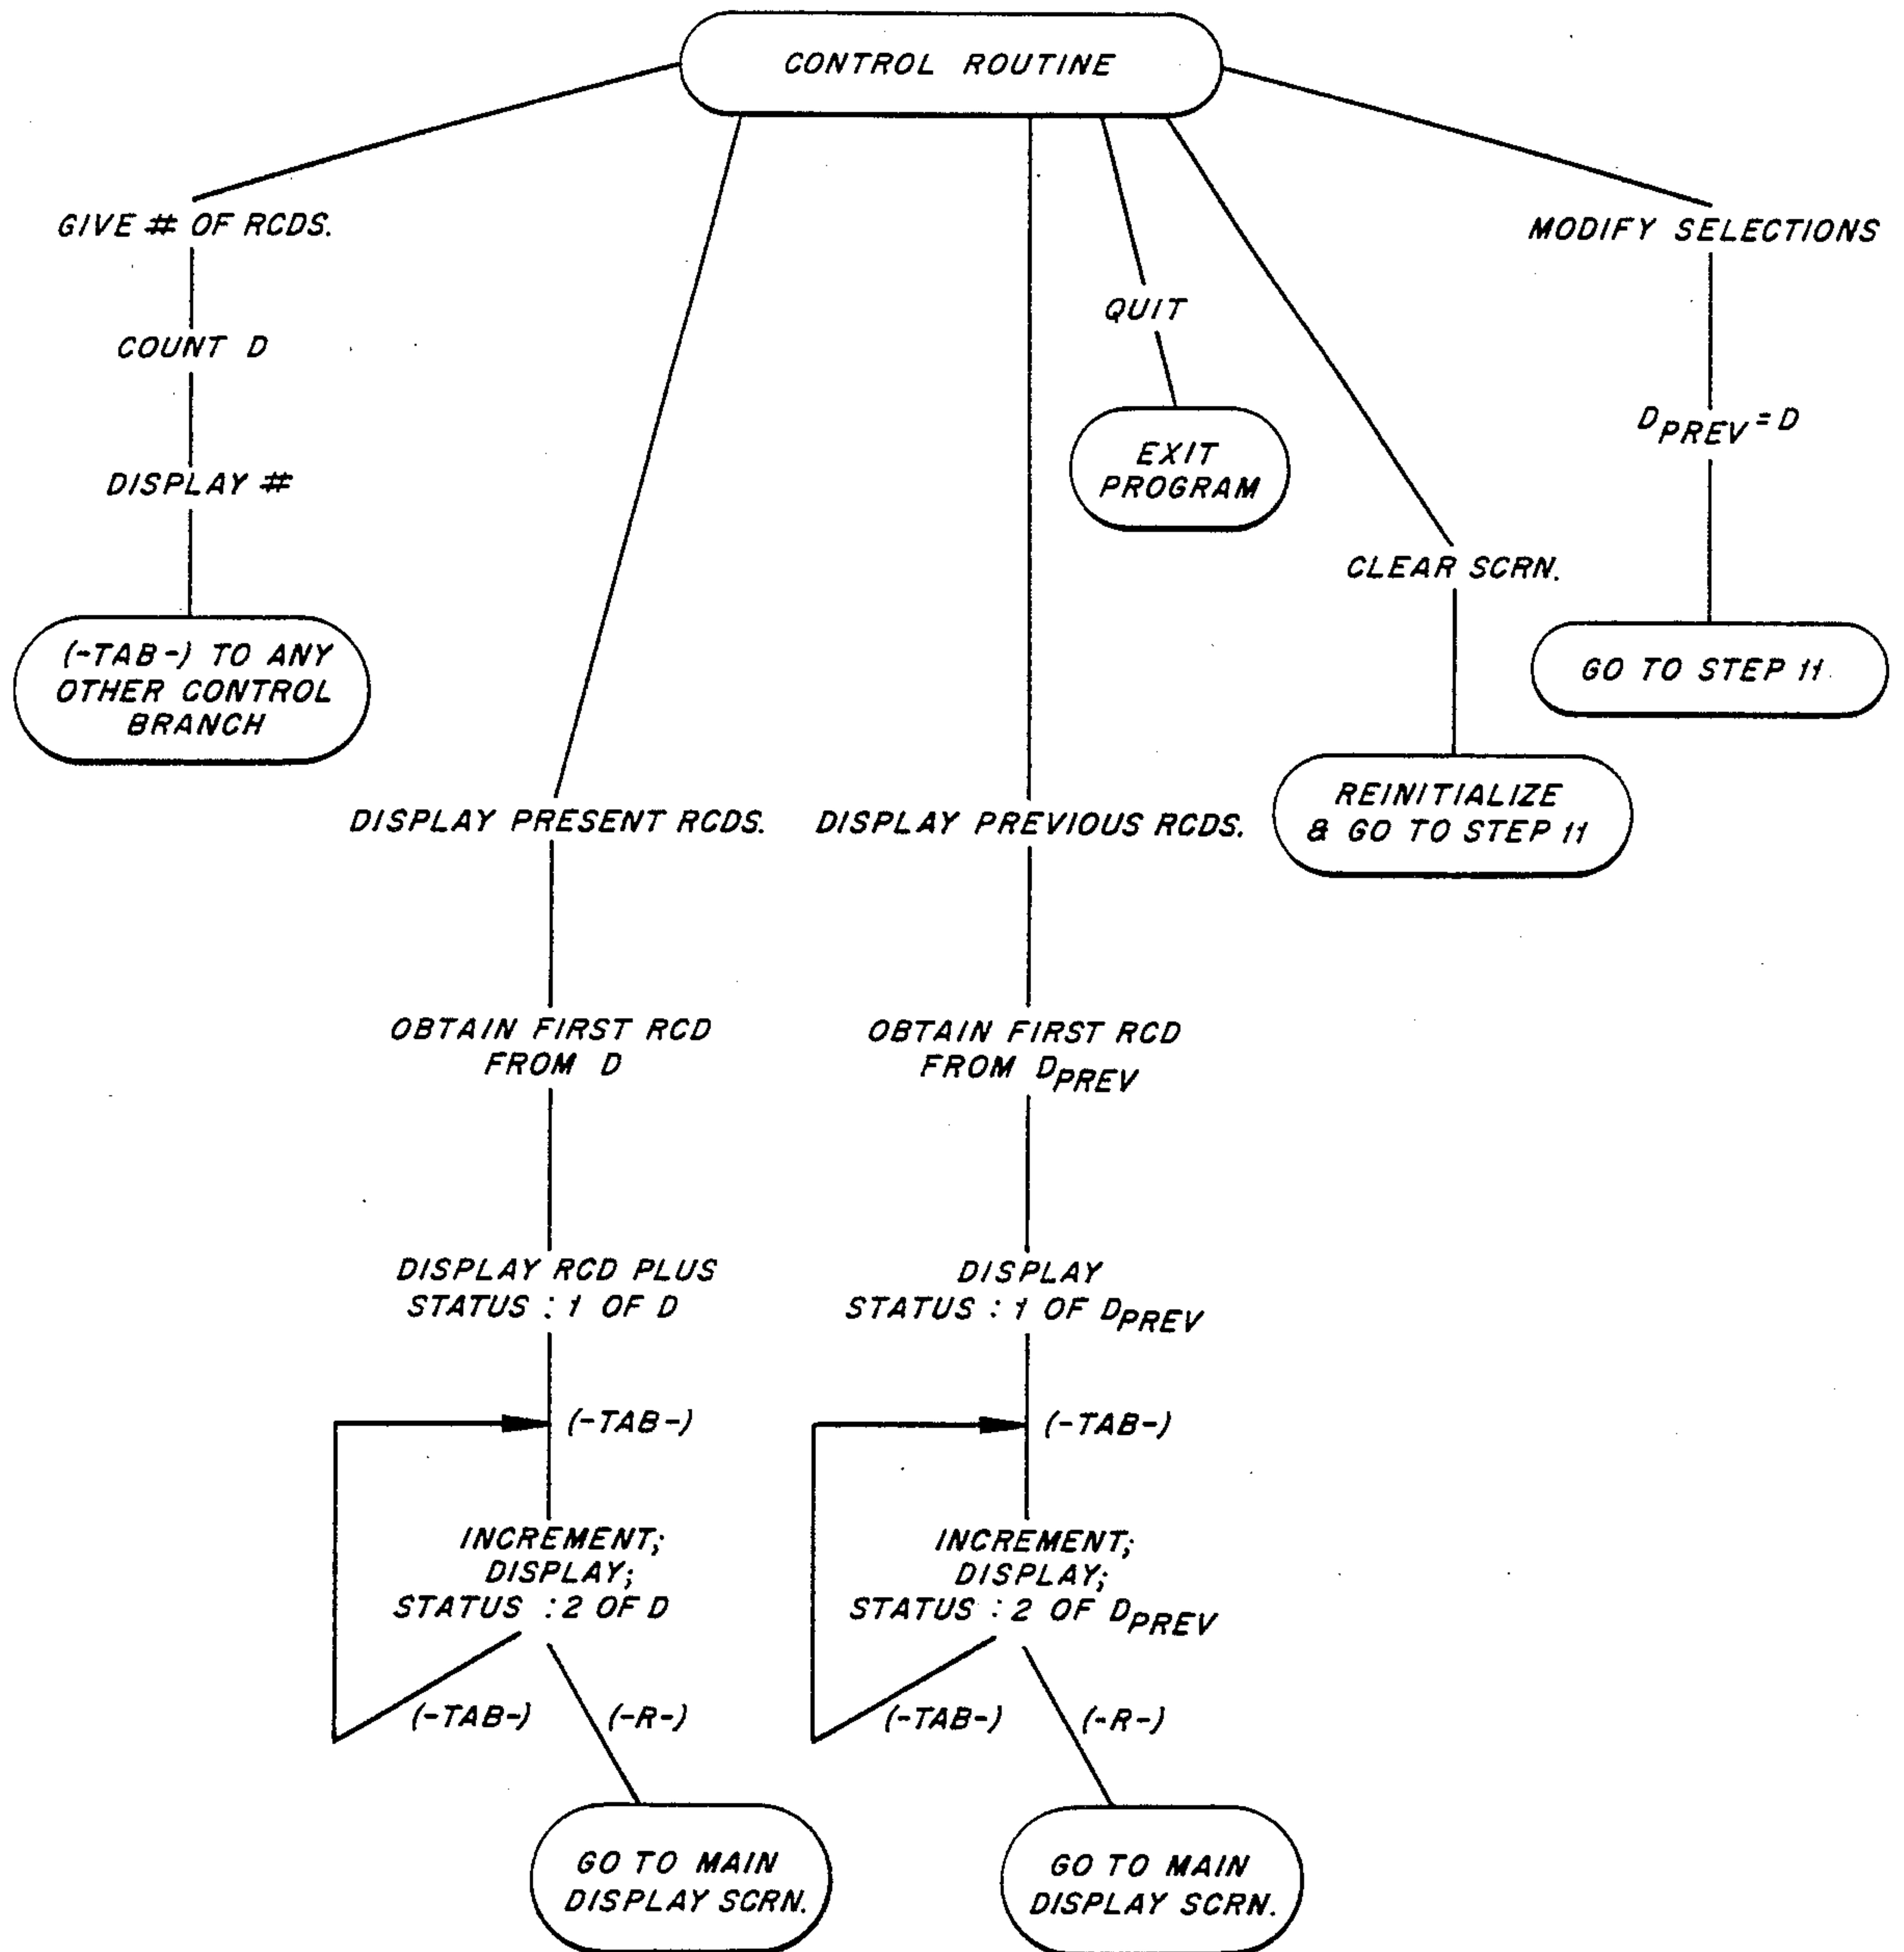 CONTROL ROUTINE
GIVE # OF RCDS.
COUNT D
DISPLAY #
(-TAB-) TO ANY
OTHER CONTROL
BRANCH
DISPLAY PRESENT RCDS.
OBTAIN FIRST RCD
FROM D
DISPLAY RCD PLUS
STATUS : 1 OF D
(-TAB-)
INCREMENT;
DISPLAY;
STATUS : 2 OF D
(-TAB-)
(-R-)
GO TO MAIN
DISPLAY SCRN.
DISPLAY PREVIOUS RCDS.
OBTAIN FIRST RCD
FROM DPREV
DISPLAY
STATUS : 1 OF DPREV
(-TAB-)
INCREMENT;
DISPLAY;
STATUS : 2 OF DPREV
(-TAB-)
(-R-)
GO TO MAIN
DISPLAY SCRN.
QUIT
EXIT
PROGRAM
CLEAR SCRN.
REINITIALIZE
& GO TO STEP 11
MODIFY SELECTIONS
DPREV = D
GO TO STEP 11